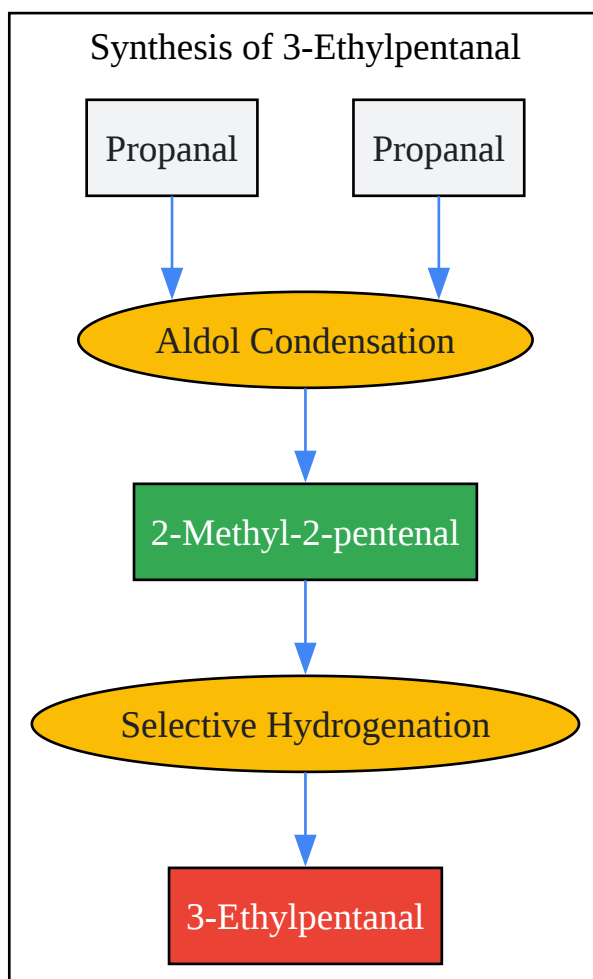 Synthesis of 3-Ethylpentanal
Propanal
Propanal
Aldol Condensation
2-Methyl-2-pentenal
Selective Hydrogenation
3-Ethylpentanal